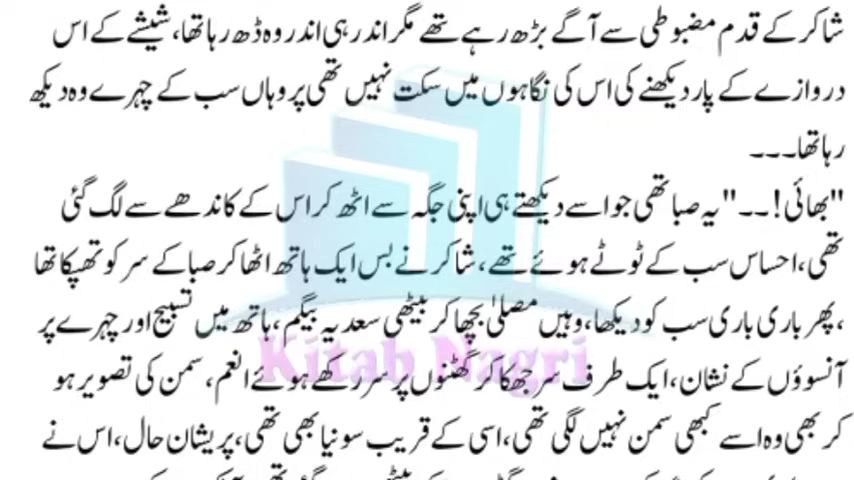 شاکر کے قدم مضبوطی سے آگے بڑھ رہے تھے مگر اندر ہی اندر وہ ڈھ رہا تھا، شیشے کے اس
دروازے کے پار دیکھنے کی اس کی نگاہوں میں سکت نہیں تھی پر وہاں سب کے چہرے وہ دیکھ
رہا تھا۔۔۔
"بھائی!۔۔" یہ صبا تھی جو اسے دیکھتے ہی اپنی جگہ سے اٹھ کر اس کے کاندھے سے لگ گئی
تھی، احساس سب کے ٹوٹے ہوئے تھے، شاکر نے بس ایک ہاتھ اٹھا کر صبا کے سر کو تھپکا تھا
، پھر باری باری سب کو دیکھا، وہیں مصلیٰ بچھا کر بیٹھی سعدیہ بیگم، ہاتھ میں تسبیح اور چہرے پر
آنسوؤں کے نشان، ایک طرف سر جھکا کر گھٹنوں پر سر رکھے ہوئے انعم، سمن کی تصویر ہو
کر بھی وہ اسے کبھی سمن نہیں لگی تھی، اسی کے قریب سونیا بھی تھی، پریشان حال، اس نے
Kitab Nagri